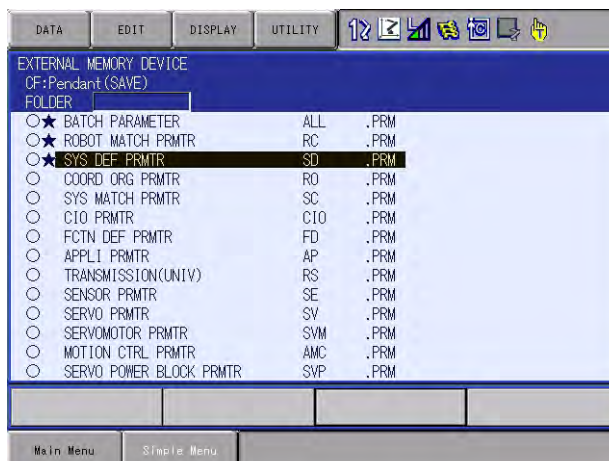 DATA EDIT DISPLAY UTILITY
EXTERNAL MEMORY DEVICE
CF:Pendant(SAVE)
FOLDER
BATCH PARAMETER ALL .PRM
ROBOT MATCH PRMTR RC .PRM
SYS DEF PRMTR SD .PRM
COORD ORG PRMTR RO .PRM
SYS MATCH PRMTR SC .PRM
CIO PRMTR CIO .PRM
FCTN DEF PRMTR FD .PRM
APPLI PRMTR AP .PRM
TRANSMISSION(UNIV) RS .PRM
SENSOR PRMTR SE .PRM
SERVO PRMTR SV .PRM
SERVOMOTOR PRMTR SVM .PRM
MOTION CTRL PRMTR AMC .PRM
SERVO POWER BLOCK PRMTR SVP .PRM
Main Menu Simple Menu